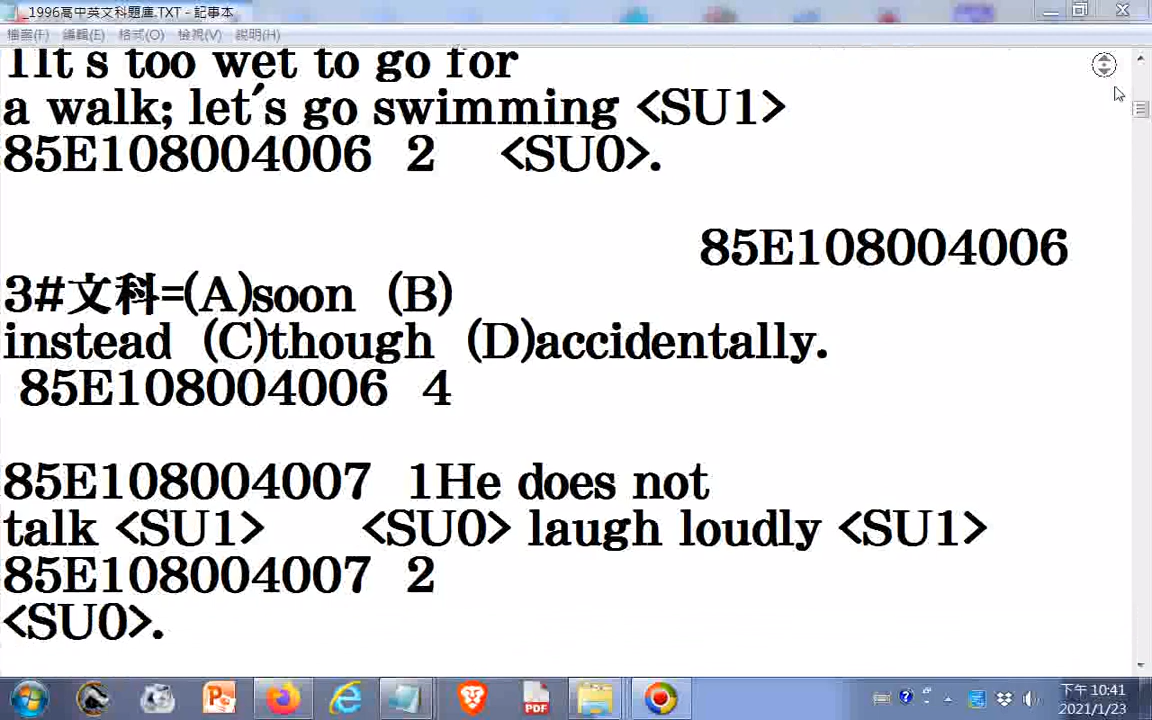 _1996高中英文科題庫.TXT - 記事本
檔案(F) 編輯(E) 格式(O) 檢視(V) 說明(H)
1It's too wet to go for
a walk; let's go swimming <SU1>
85E108004006 2 <SU0>.
85E108004006
3#文科=(A)soon (B)
instead (C)though (D)accidentally.
85E108004006 4
85E108004007 1He does not
talk <SU1> <SU0> laugh loudly <SU1>
85E108004007 2
<SU0>.
PDF
下午 10:41
2021/1/23